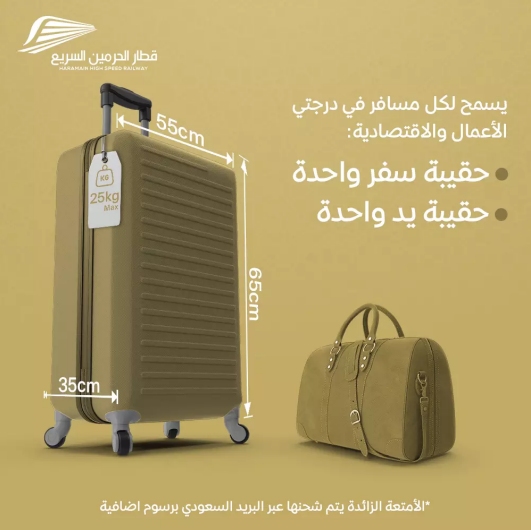 قطار الحرمين السريع
HARAMAIN HIGH SPEED RAILWAY
يسمح لكل مسافر في درجتي
الأعمال والاقتصادية:
حقيبة سفر واحدة
حقيبة يد واحدة
55cm
KG
25kg
Max
65cm
35cm
*الأمتعة الزائدة يتم شحنها عبر البريد السعودي برسوم اضافية